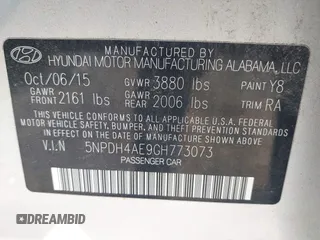 MANUFACTURED BY
HYUNDAI MOTOR MANUFACTURING ALABAMA, LLC
Oct/06/15 GVWR 3880 lbs PAINT Y8
GAWR FRONT 2161 lbs GAWR REAR 2006 lbs TRIM RA
THIS VEHICLE CONFORMS TO ALL APPLICABLE
FEDERAL MOTOR VEHICLE SAFETY, BUMPER, AND
THEFT PREVENTION STANDARDS IN EFFECT ON
THE DATE OF MANUFACTURE SHOWN ABOVE.
V.I.N 5NPDH4AE9GH773073
PASSENGER CAR
AUTOBIDMASTER